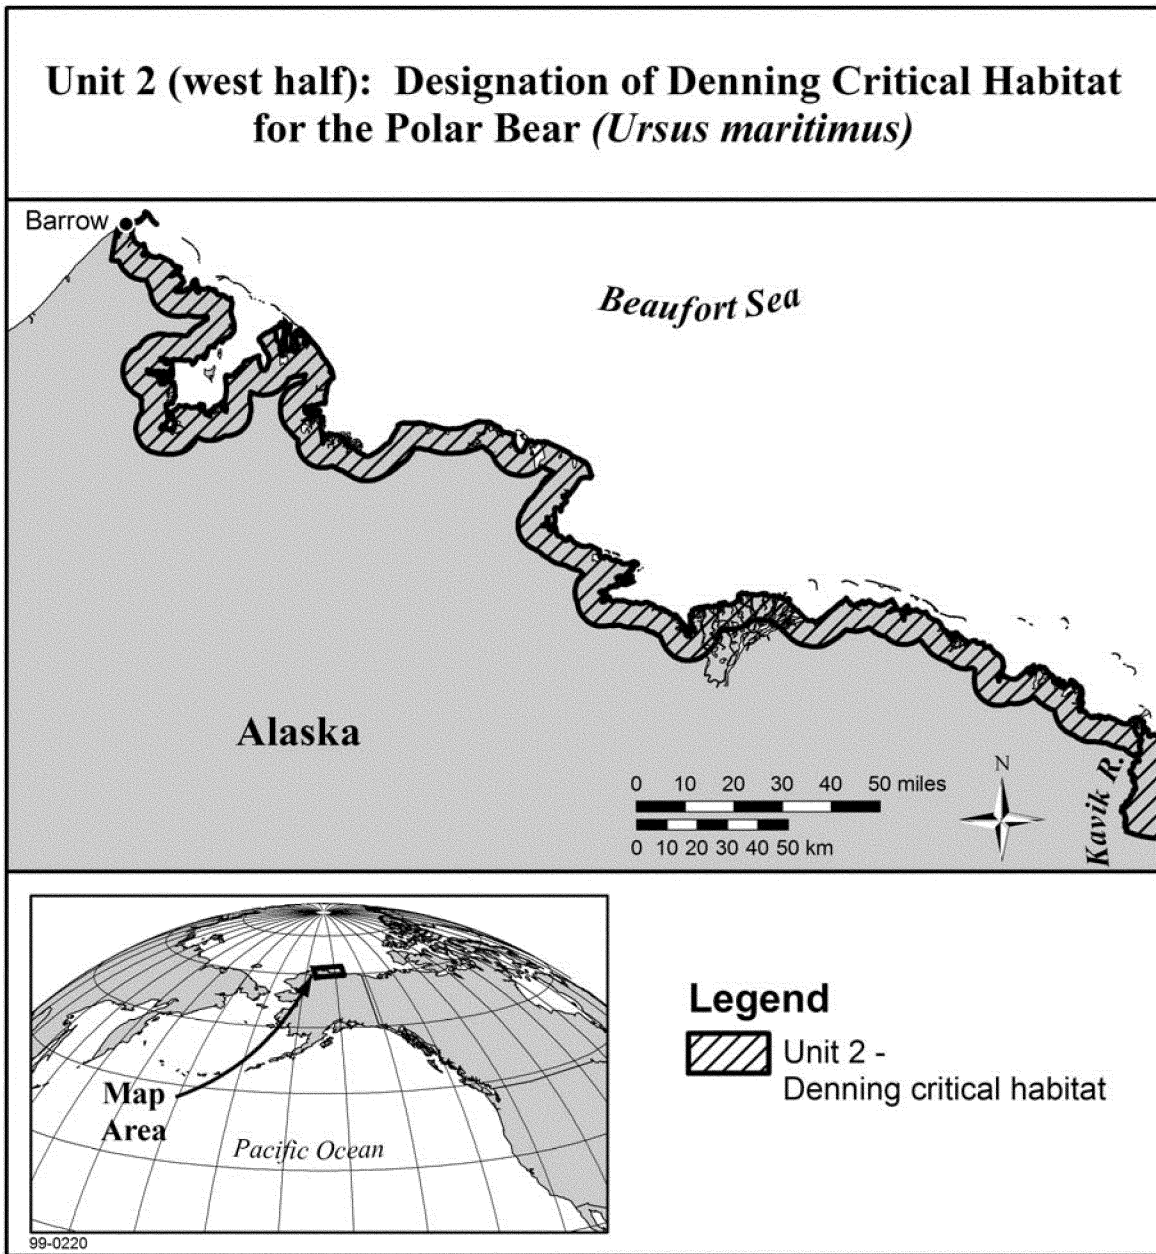 Unit 2 (west half): Designation of Denning Critical Habitat
for the Polar Bear (Ursus maritimus)
Barrow
Beaufort Sea
Alaska
Kavik R.
N
0 10 20 30 40 50 miles
0 10 20 30 40 50 km
Map
Area
Pacific Ocean
99-0220
Legend
Unit 2 -
Denning critical habitat